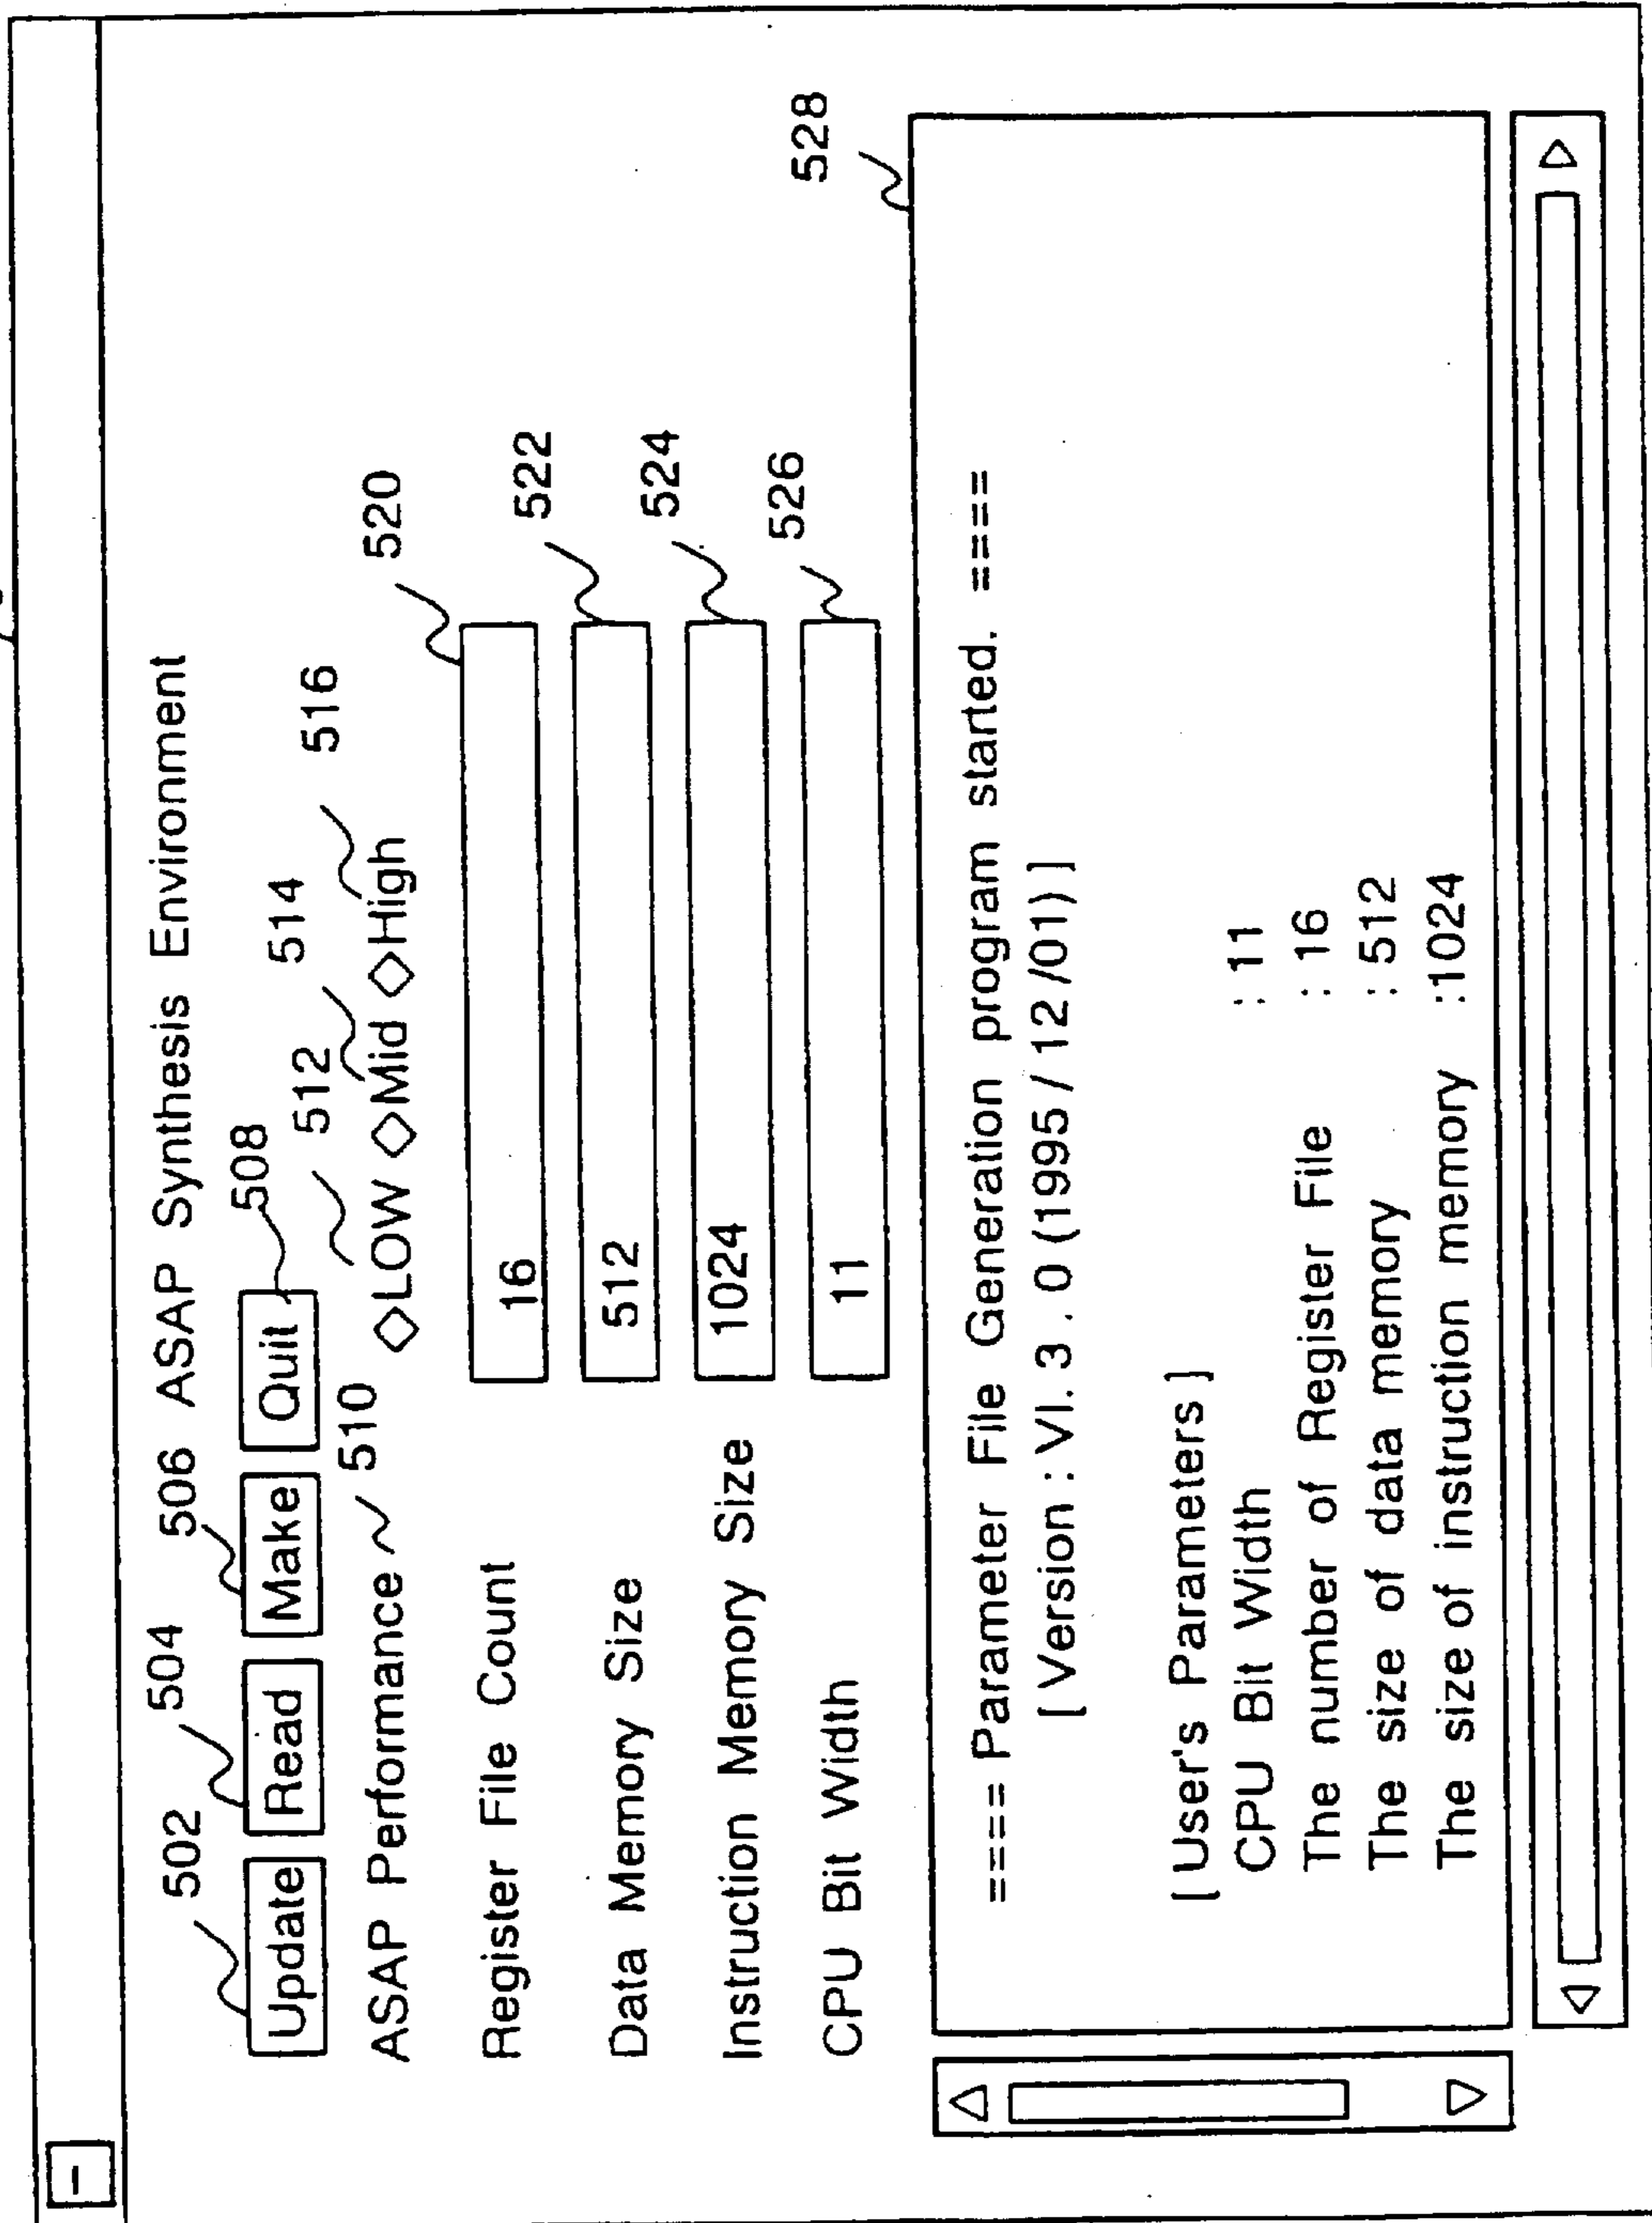 ASAP Synthesis Environment
502 504 506 508
Update Read Make Quit
512 514 516
ASAP Performance 510 ◇LOW ◇Mid ◇High
520
Register File Count 16
522
Data Memory Size 512
524
Instruction Memory Size 1024
526
CPU Bit Width 11
528
==== Parameter File Generation program started. ====
[Version : VI. 3 . 0 (1995 / 12 /01) ]
[User's Parameters ]
CPU Bit Width : 11
The number of Register File : 16
The size of data memory : 512
The size of instruction memory :1024